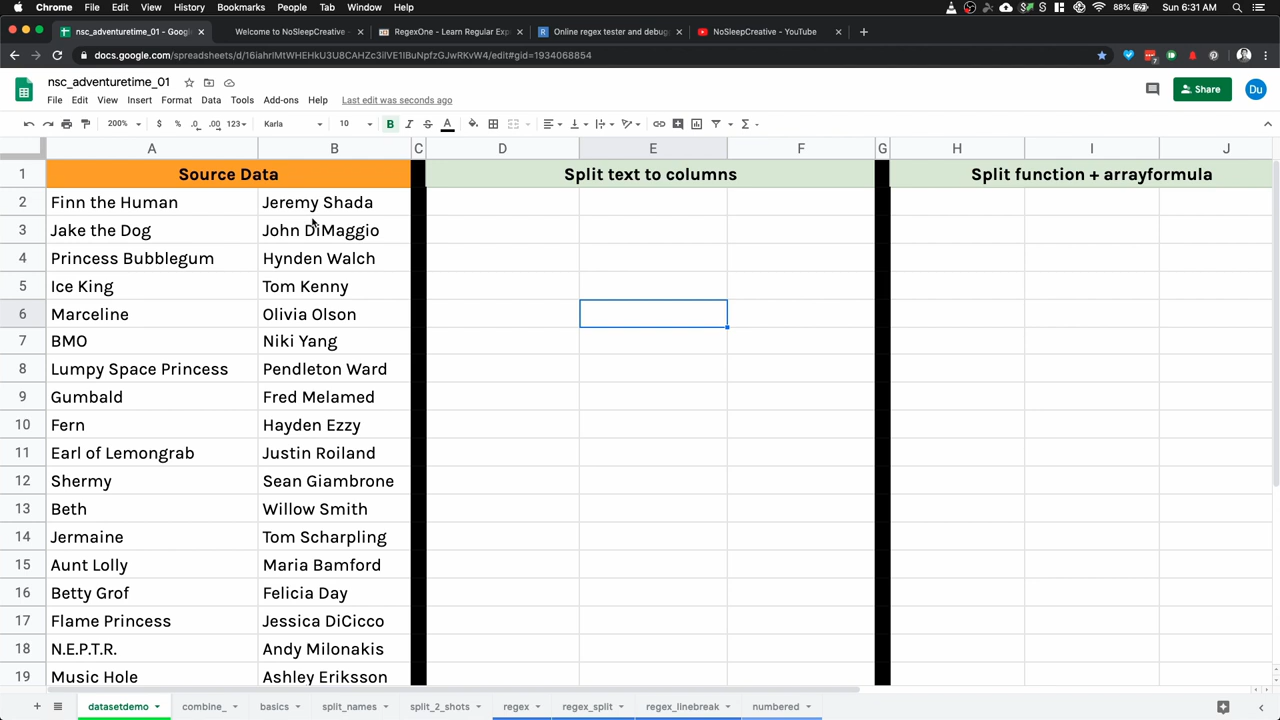 Chrome File Edit View History Bookmarks People Tab Window Help 88% Sun 6:31 AM
nsc_adventuretime_01 - Goog Welcome to NoSleepCreative - RegexOne - Learn Regular Exp Online regex tester and debug NoSleepCreative - YouTube
docs.google.com/spreadsheets/d/16iahrIMtWHEHkU3U8CAHZc3iIVE1IBuNpfzGJwRKvW4/edit#gid=1934068854
nsc_adventuretime_01
Share Du
File Edit View Insert Format Data Tools Add-ons Help Last edit was seconds ago
200% $ % .0 .00 123 Karla 10 B I S A Σ
A B C D E F G H I J
1 Source Data Split text to columns Split function + arrayformula
2 Finn the Human Jeremy Shada
3 Jake the Dog John DiMaggio
4 Princess Bubblegum Hynden Walch
5 Ice King Tom Kenny
6 Marceline Olivia Olson
7 BMO Niki Yang
8 Lumpy Space Princess Pendleton Ward
9 Gumbald Fred Melamed
10 Fern Hayden Ezzy
11 Earl of Lemongrab Justin Roiland
12 Shermy Sean Giambrone
13 Beth Willow Smith
14 Jermaine Tom Scharpling
15 Aunt Lolly Maria Bamford
16 Betty Grof Felicia Day
17 Flame Princess Jessica DiCicco
18 N.E.P.T.R. Andy Milonakis
19 Music Hole Ashley Eriksson
datasetdemo combine_ basics split_names split_2_shots regex regex_split regex_linebreak numbered